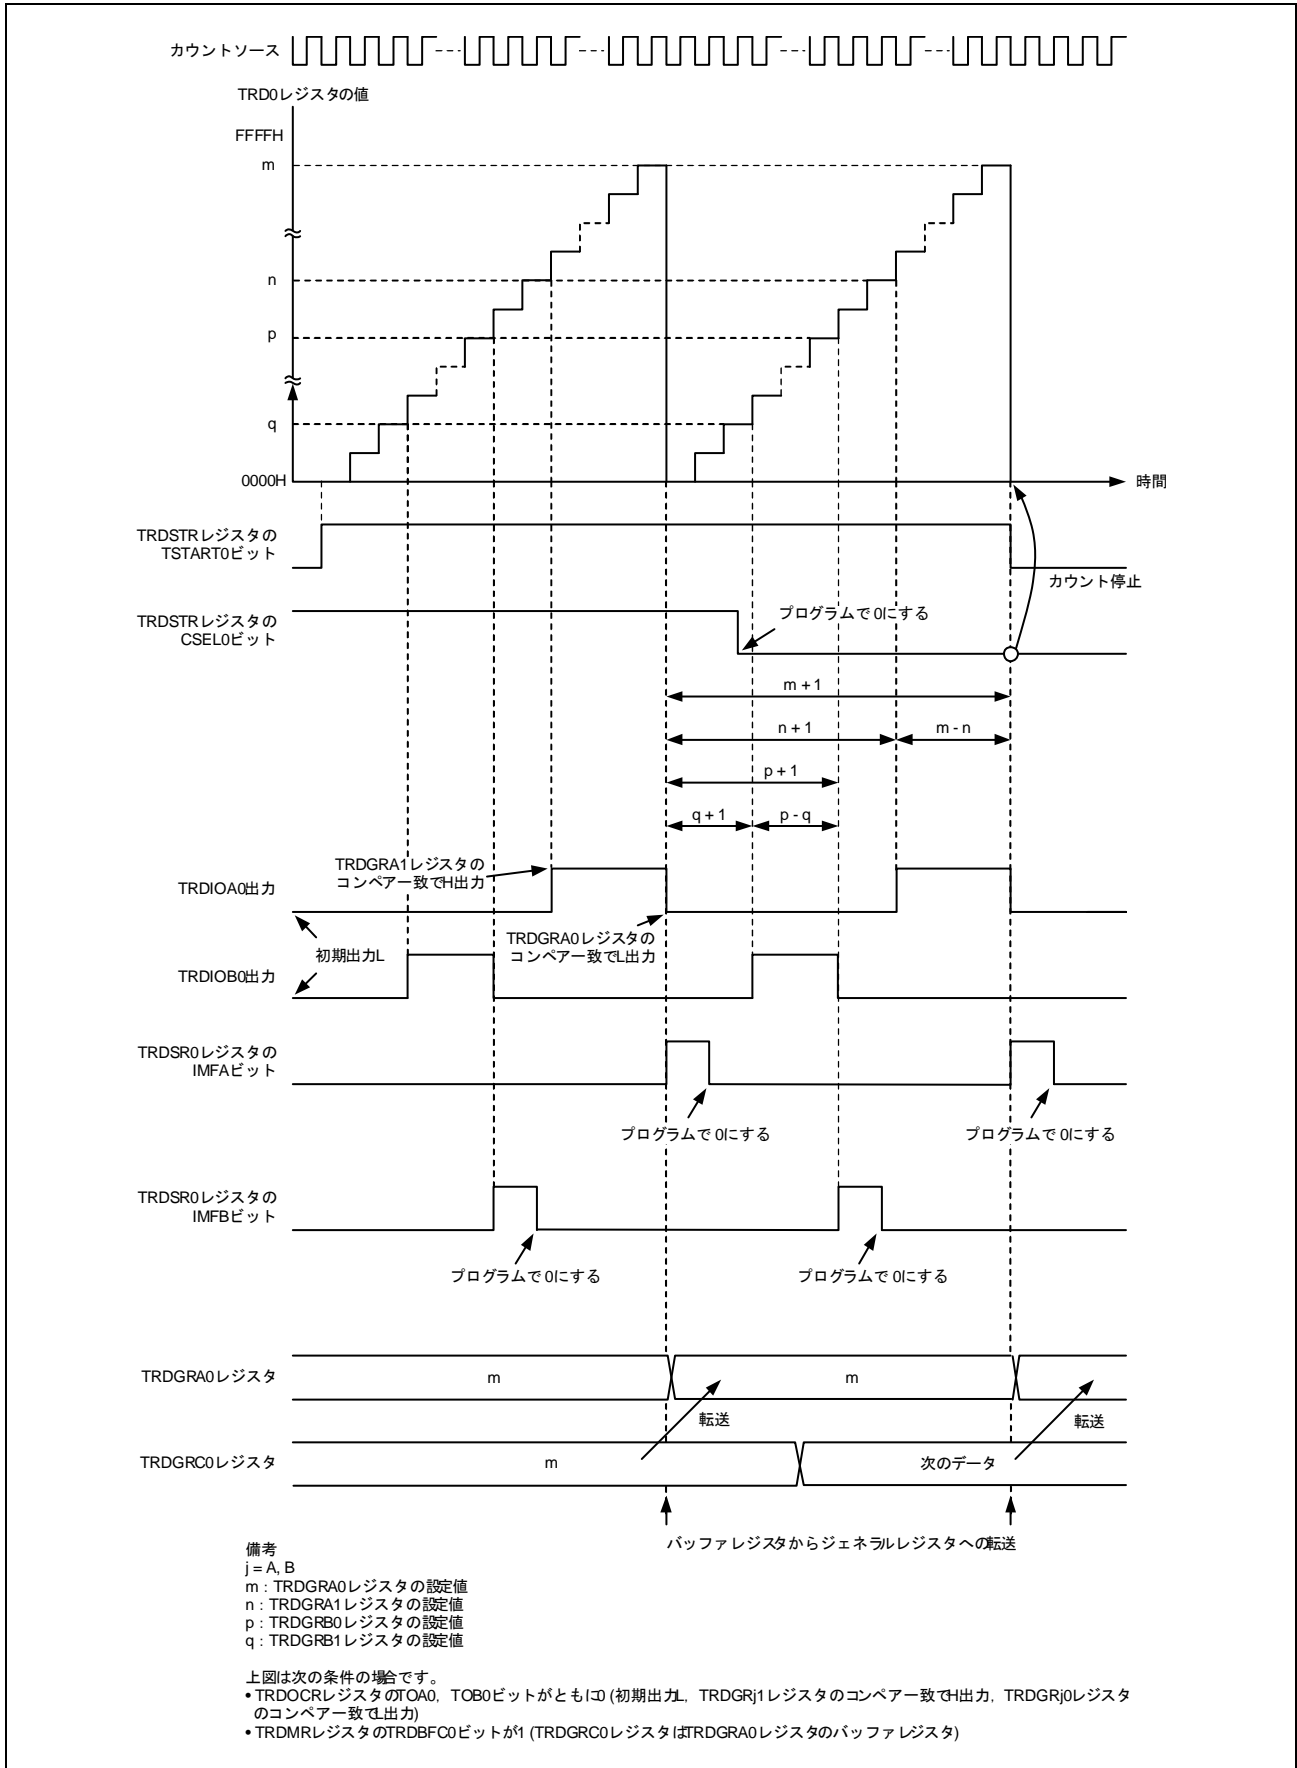 カウントソース
TRD0レジスタの値
FFFFH
m
n
p
q
0000H
時間
TRDSTRレジスタの
TSTART0ビット
カウント停止
TRDSTRレジスタの
CSEL0ビット
プログラムで0にする
m + 1
n + 1
m - n
p + 1
q + 1
p - q
TRDGRA1レジスタの
コンペア一致でH出力
TRDIOA0出力
TRDGRA0レジスタの
コンペア一致でL出力
初期出力L
TRDIOB0出力
TRDSR0レジスタの
IMFAビット
プログラムで0にする
プログラムで0にする
TRDSR0レジスタの
IMFBビット
プログラムで0にする
プログラムで0にする
TRDGRA0レジスタ
m
m
転送
転送
TRDGRC0レジスタ
m
次のデータ
バッファレジスタからジェネラルレジスタへの転送
備考
j = A, B
m : TRDGRA0レジスタの設定値
n : TRDGRA1レジスタの設定値
p : TRDGRB0レジスタの設定値
q : TRDGRB1レジスタの設定値
上図は次の条件の場合です。
• TRDOCRレジスタのTOA0, TOB0ビットがともに0 (初期出力L, TRDGRj1レジスタのコンペア一致でH出力, TRDGRj0レジスタ
のコンペア一致でL出力)
• TRDMRレジスタのTRDBFC0ビットが1 (TRDGRC0レジスタはTRDGRA0レジスタのバッファレジスタ)